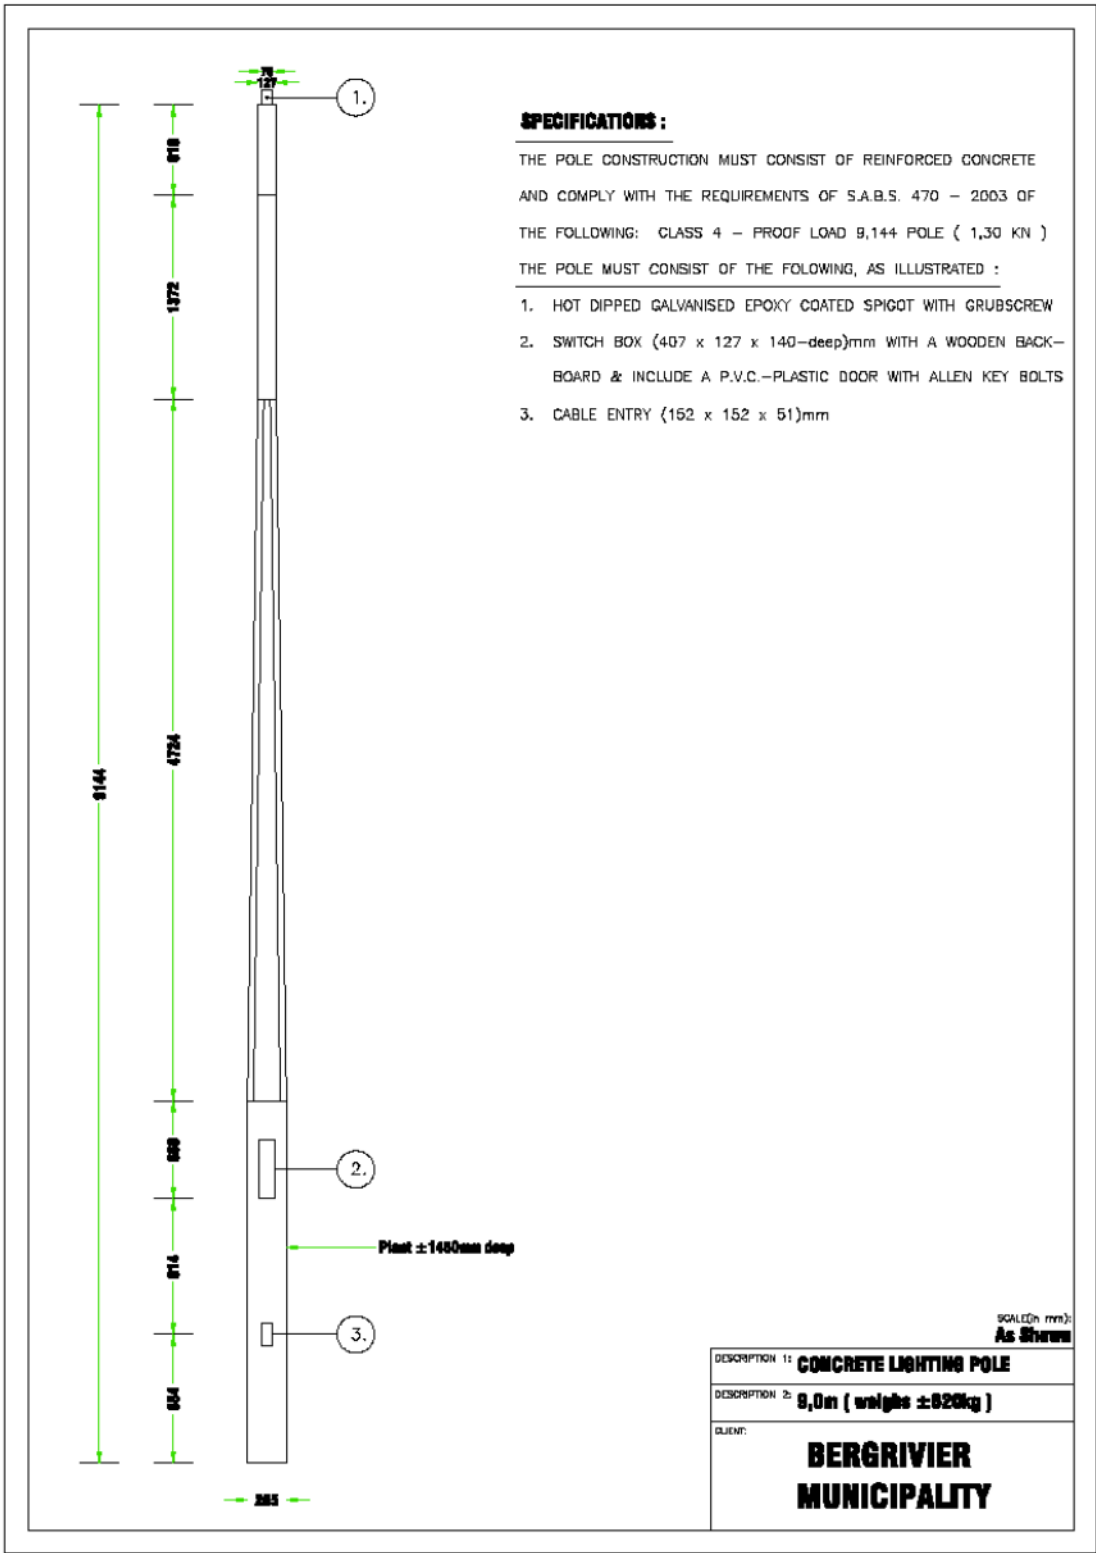 76
127
1.
SPECIFICATIONS :
THE POLE CONSTRUCTION MUST CONSIST OF REINFORCED CONCRETE
AND COMPLY WITH THE REQUIREMENTS OF S.A.B.S. 470 – 2003 OF
THE FOLLOWING: CLASS 4 – PROOF LOAD 9,144 POLE ( 1,30 KN )
THE POLE MUST CONSIST OF THE FOLOWING, AS ILLUSTRATED :
1. HOT DIPPED GALVANISED EPOXY COATED SPIGOT WITH GRUBSCREW
2. SWITCH BOX (407 x 127 x 140–deep)mm WITH A WOODEN BACK–
BOARD & INCLUDE A P.V.C.–PLASTIC DOOR WITH ALLEN KEY BOLTS
3. CABLE ENTRY (152 x 152 x 51)mm
1372
4724
9144
2.
Plant ±1450mm deep
914
3.
SCALE(in mm):
As Shown
DESCRIPTION 1: CONCRETE LIGHTING POLE
DESCRIPTION 2: 9,0m ( weighs ±620kg )
CLIENT:
BERGRIVIER
MUNICIPALITY